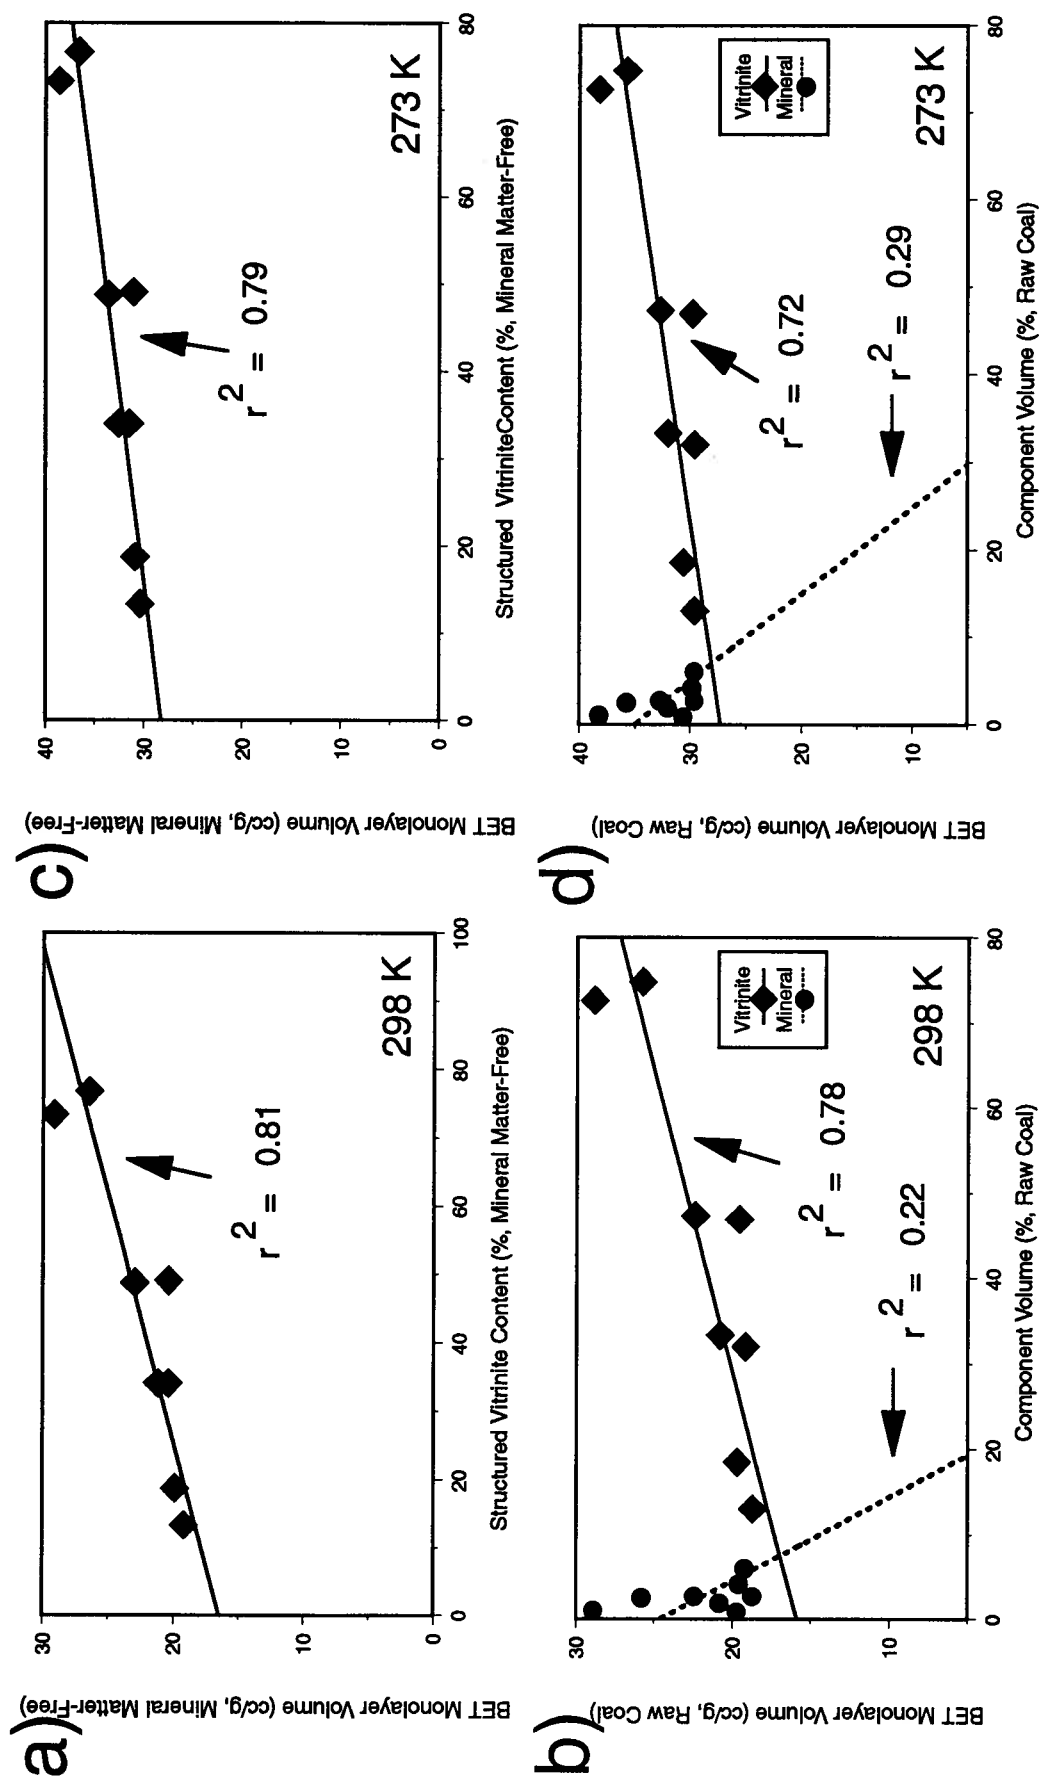 a)
BET Monolayer Volume (cc/g, Mineral Matter-Free)
30
20
10
0
r² = 0.81
298 K
0 20 40 60 80 100
Structured Vitrinite Content (%, Mineral Matter-Free)
c)
BET Monolayer Volume (cc/g, Mineral Matter-Free)
40
30
20
10
0
r² = 0.79
273 K
0 20 40 60 80
Structured VitriniteContent (%, Mineral Matter-Free)
b)
BET Monolayer Volume (cc/g, Raw Coal)
30
20
10
Vitrinite
Mineral
r² = 0.78
r² = 0.22
298 K
0 20 40 60 80
Component Volume (%, Raw Coal)
d)
BET Monolayer Volume (cc/g, Raw Coal)
40
30
20
10
Vitrinite
Mineral
r² = 0.72
r² = 0.29
273 K
0 20 40 60 80
Component Volume (%, Raw Coal)